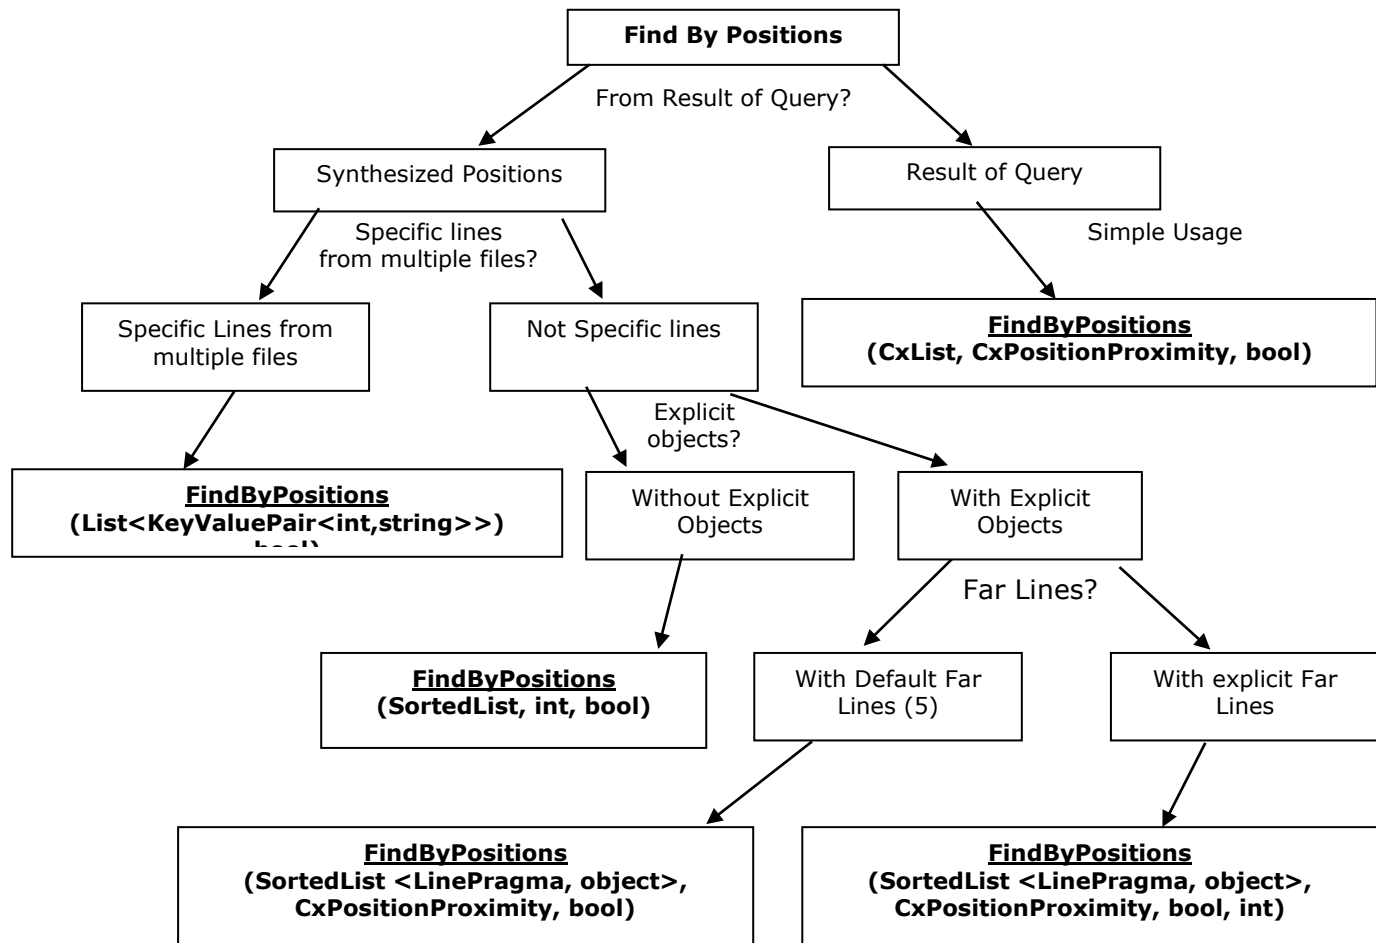 Find By Positions
From Result of Query?
Synthesized Positions
Result of Query
Specific lines
from multiple files?
Simple Usage
Specific Lines from
multiple files
Not Specific lines
FindByPositions
(CxList, CxPositionProximity, bool)
Explicit
objects?
FindByPositions
(List<KeyValuePair<int,string>>)
bool)
Without Explicit
Objects
With Explicit
Objects
Far Lines?
FindByPositions
(SortedList, int, bool)
With Default Far
Lines (5)
With explicit Far
Lines
FindByPositions
(SortedList <LinePragma, object>,
CxPositionProximity, bool)
FindByPositions
(SortedList <LinePragma, object>,
CxPositionProximity, bool, int)